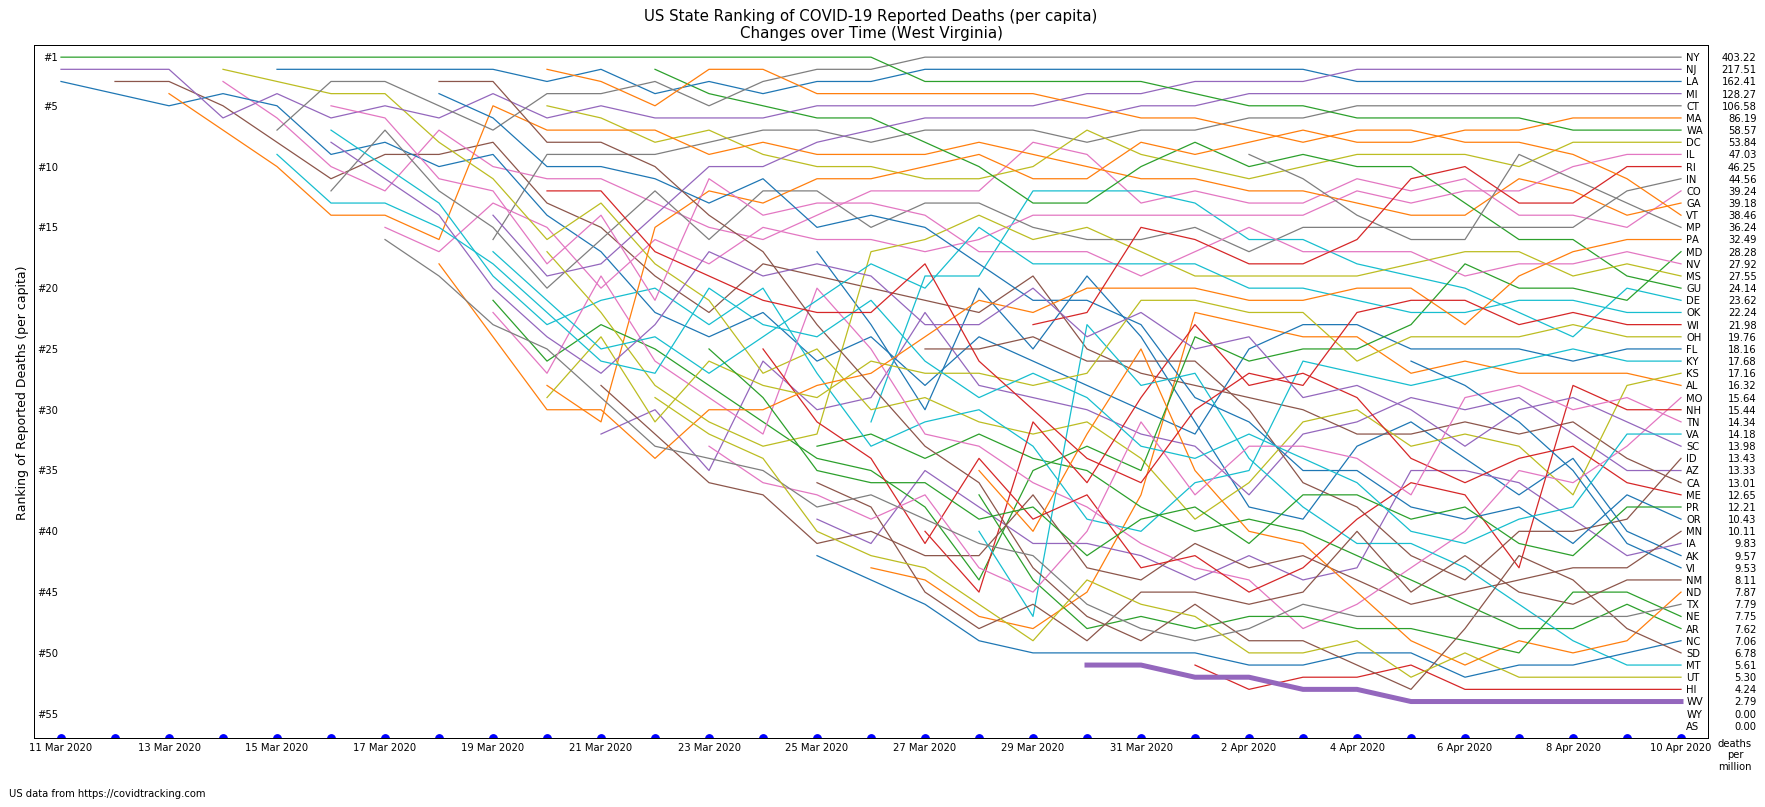 US State Ranking of COVID-19 Reported Deaths (per capita)
Changes over Time (West Virginia)
Ranking of Reported Deaths (per capita)
#1
#5
#10
#15
#20
#25
#30
#35
#40
#45
#50
#55
NY 403.22
NJ 217.51
LA 162.41
MI 128.27
CT 106.58
MA 86.19
WA 58.57
DC 53.84
IL 47.03
RI 46.25
IN 44.56
CO 39.24
GA 39.18
VT 38.46
MP 36.24
PA 32.49
MD 28.28
NV 27.92
MS 27.55
GU 24.14
DE 23.62
OK 22.24
WI 21.98
OH 19.76
FL 18.16
KY 17.68
KS 17.16
AL 16.32
MO 15.64
NH 15.44
TN 14.34
VA 14.18
SC 13.98
ID 13.43
AZ 13.33
CA 13.01
ME 12.65
PR 12.21
OR 10.43
MN 10.11
IA 9.83
AK 9.57
VI 9.53
NM 8.11
ND 7.87
TX 7.79
NE 7.75
AR 7.62
NC 7.06
SD 6.78
MT 5.61
UT 5.30
HI 4.24
WV 2.79
WY 0.00
AS 0.00
11 Mar 2020 13 Mar 2020 15 Mar 2020 17 Mar 2020 19 Mar 2020 21 Mar 2020 23 Mar 2020 25 Mar 2020 27 Mar 2020 29 Mar 2020 31 Mar 2020 2 Apr 2020 4 Apr 2020 6 Apr 2020 8 Apr 2020 10 Apr 2020
deaths
per
million
US data from https://covidtracking.com